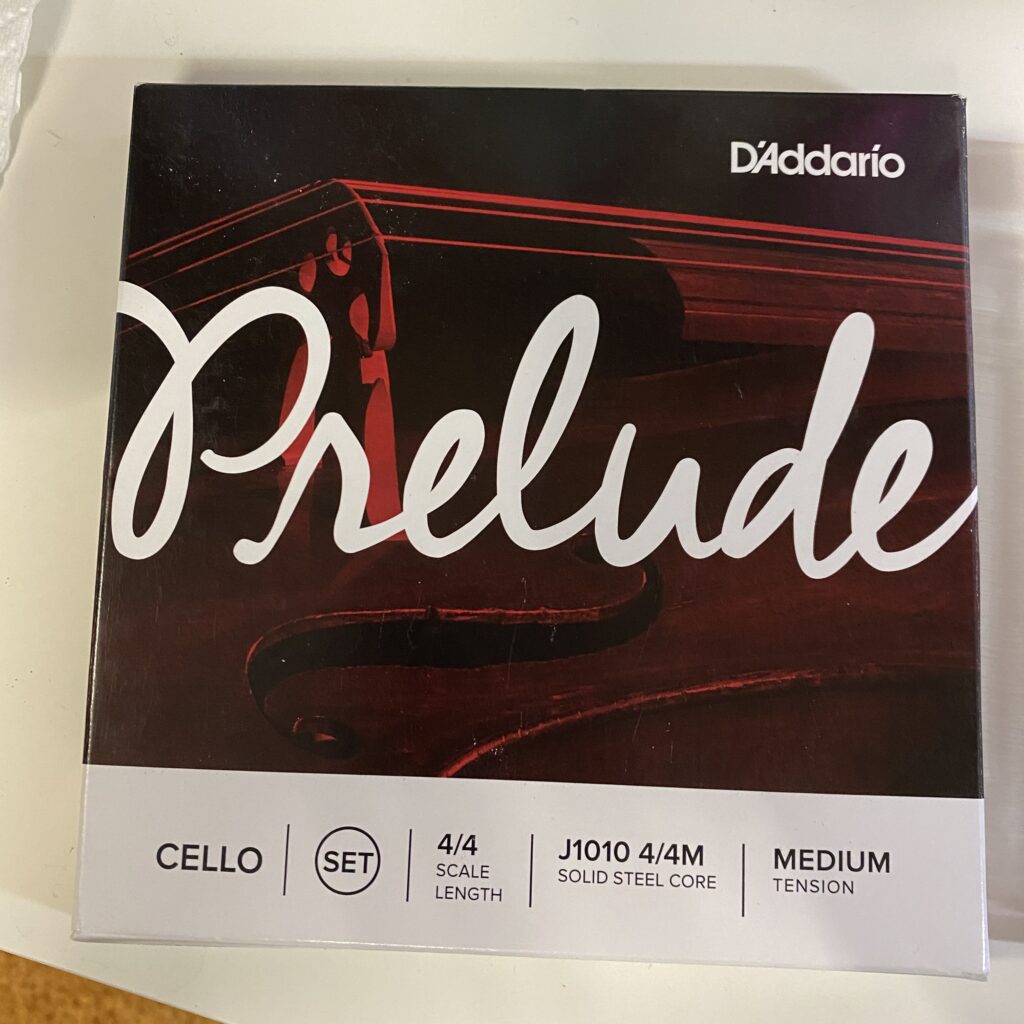 D'Addario
Prelude
CELLO
SET
4/4
SCALE
LENGTH
J1010 4/4M
SOLID STEEL CORE
MEDIUM
TENSION